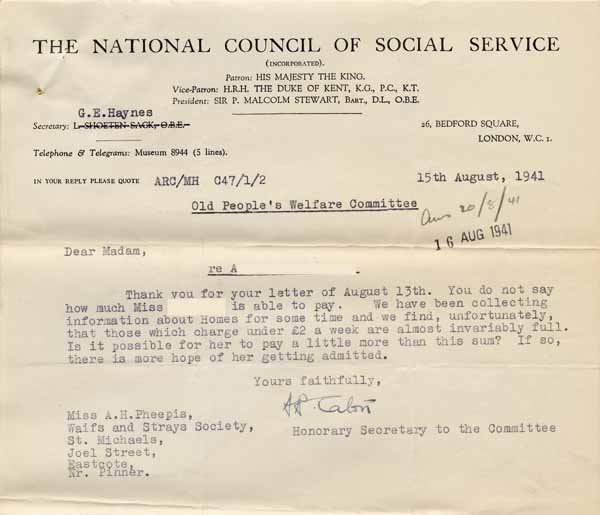 THE NATIONAL COUNCIL OF SOCIAL SERVICE
(INCORPORATED).
Patron: HIS MAJESTY THE KING.
Vice-Patron: H.R.H. THE DUKE OF KENT, K.G., P.C., K.T.
President: SIR P. MALCOLM STEWART, BART., D.L., O.B.E.
G.E.Haynes
Secretary: L. SHOETEN SACK, O.B.E.
26, BEDFORD SQUARE,
LONDON, W.C. 1.
Telephone & Telegrams: Museum 8944 (5 lines).
IN YOUR REPLY PLEASE QUOTE ARC/MH C47/1/2 15th August, 1941
Old People's Welfare Committee
Ans 20/8/41
16 AUG 1941
Dear Madam,
re A .
Thank you for your letter of August 13th. You do not say
how much Miss is able to pay. We have been collecting
information about Homes for some time and we find, unfortunately,
that those which charge under £2 a week are almost invariably full.
Is it possible for her to pay a little more than this sum? If so,
there is more hope of her getting admitted.
Yours faithfully,
Honorary Secretary to the Committee
Miss A.H.Pheepis,
Waifs and Strays Society,
St. Michaels,
Joel Street,
Eastcote,
Nr. Pinner.